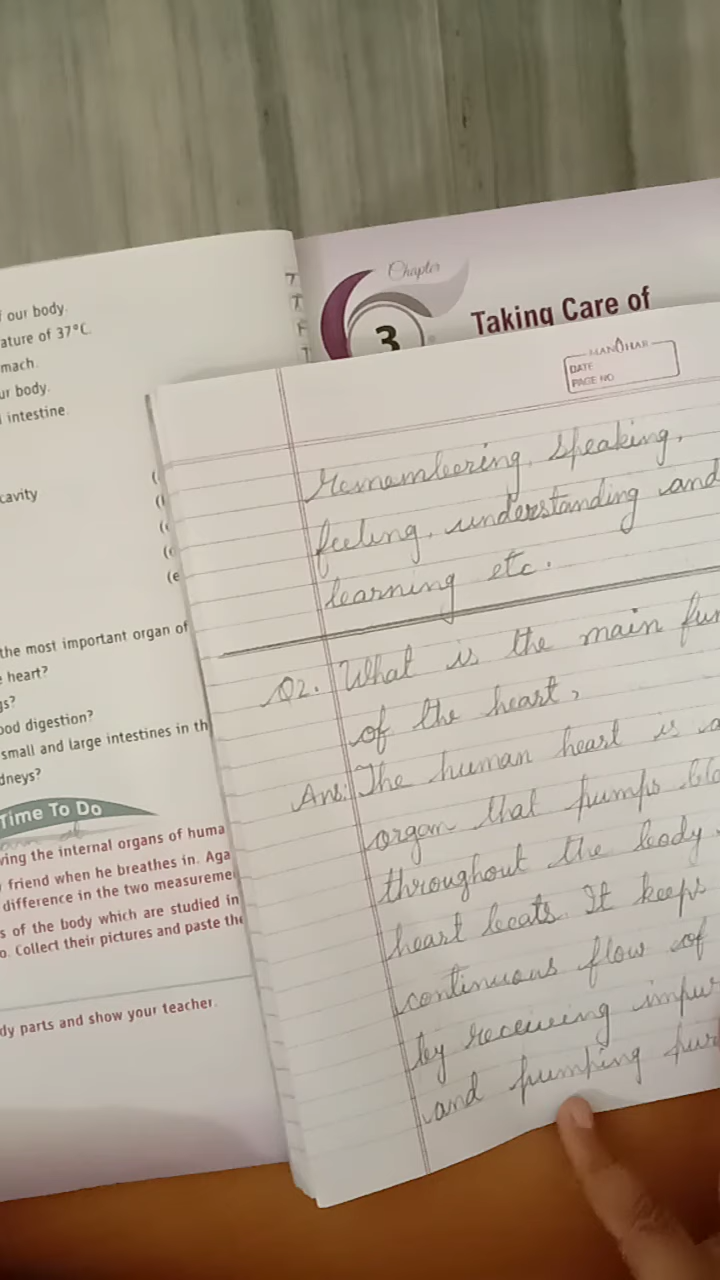 our body.
ature of 37°C.
mach.
ur body.
intestine.
cavity
the most important organ of
heart?
gs?
ood digestion?
small and large intestines in th
dneys?
Time To Do
ving the internal organs of huma
friend when he breathes in. Aga
difference in the two measureme
s of the body which are studied in
o. Collect their pictures and paste the
dy parts and show your teacher.
Chapter
3
Taking Care of
MANOHAR
DATE
PAGE NO
remembering, speaking,
feeling, understanding and
learning etc.
Q2. What is the main fun
of the heart,
Ans: The human heart is a
organ that pumps blo
throughout the body.
heart beats. It keeps
continuous flow of
by receiving impur
and pumping pur